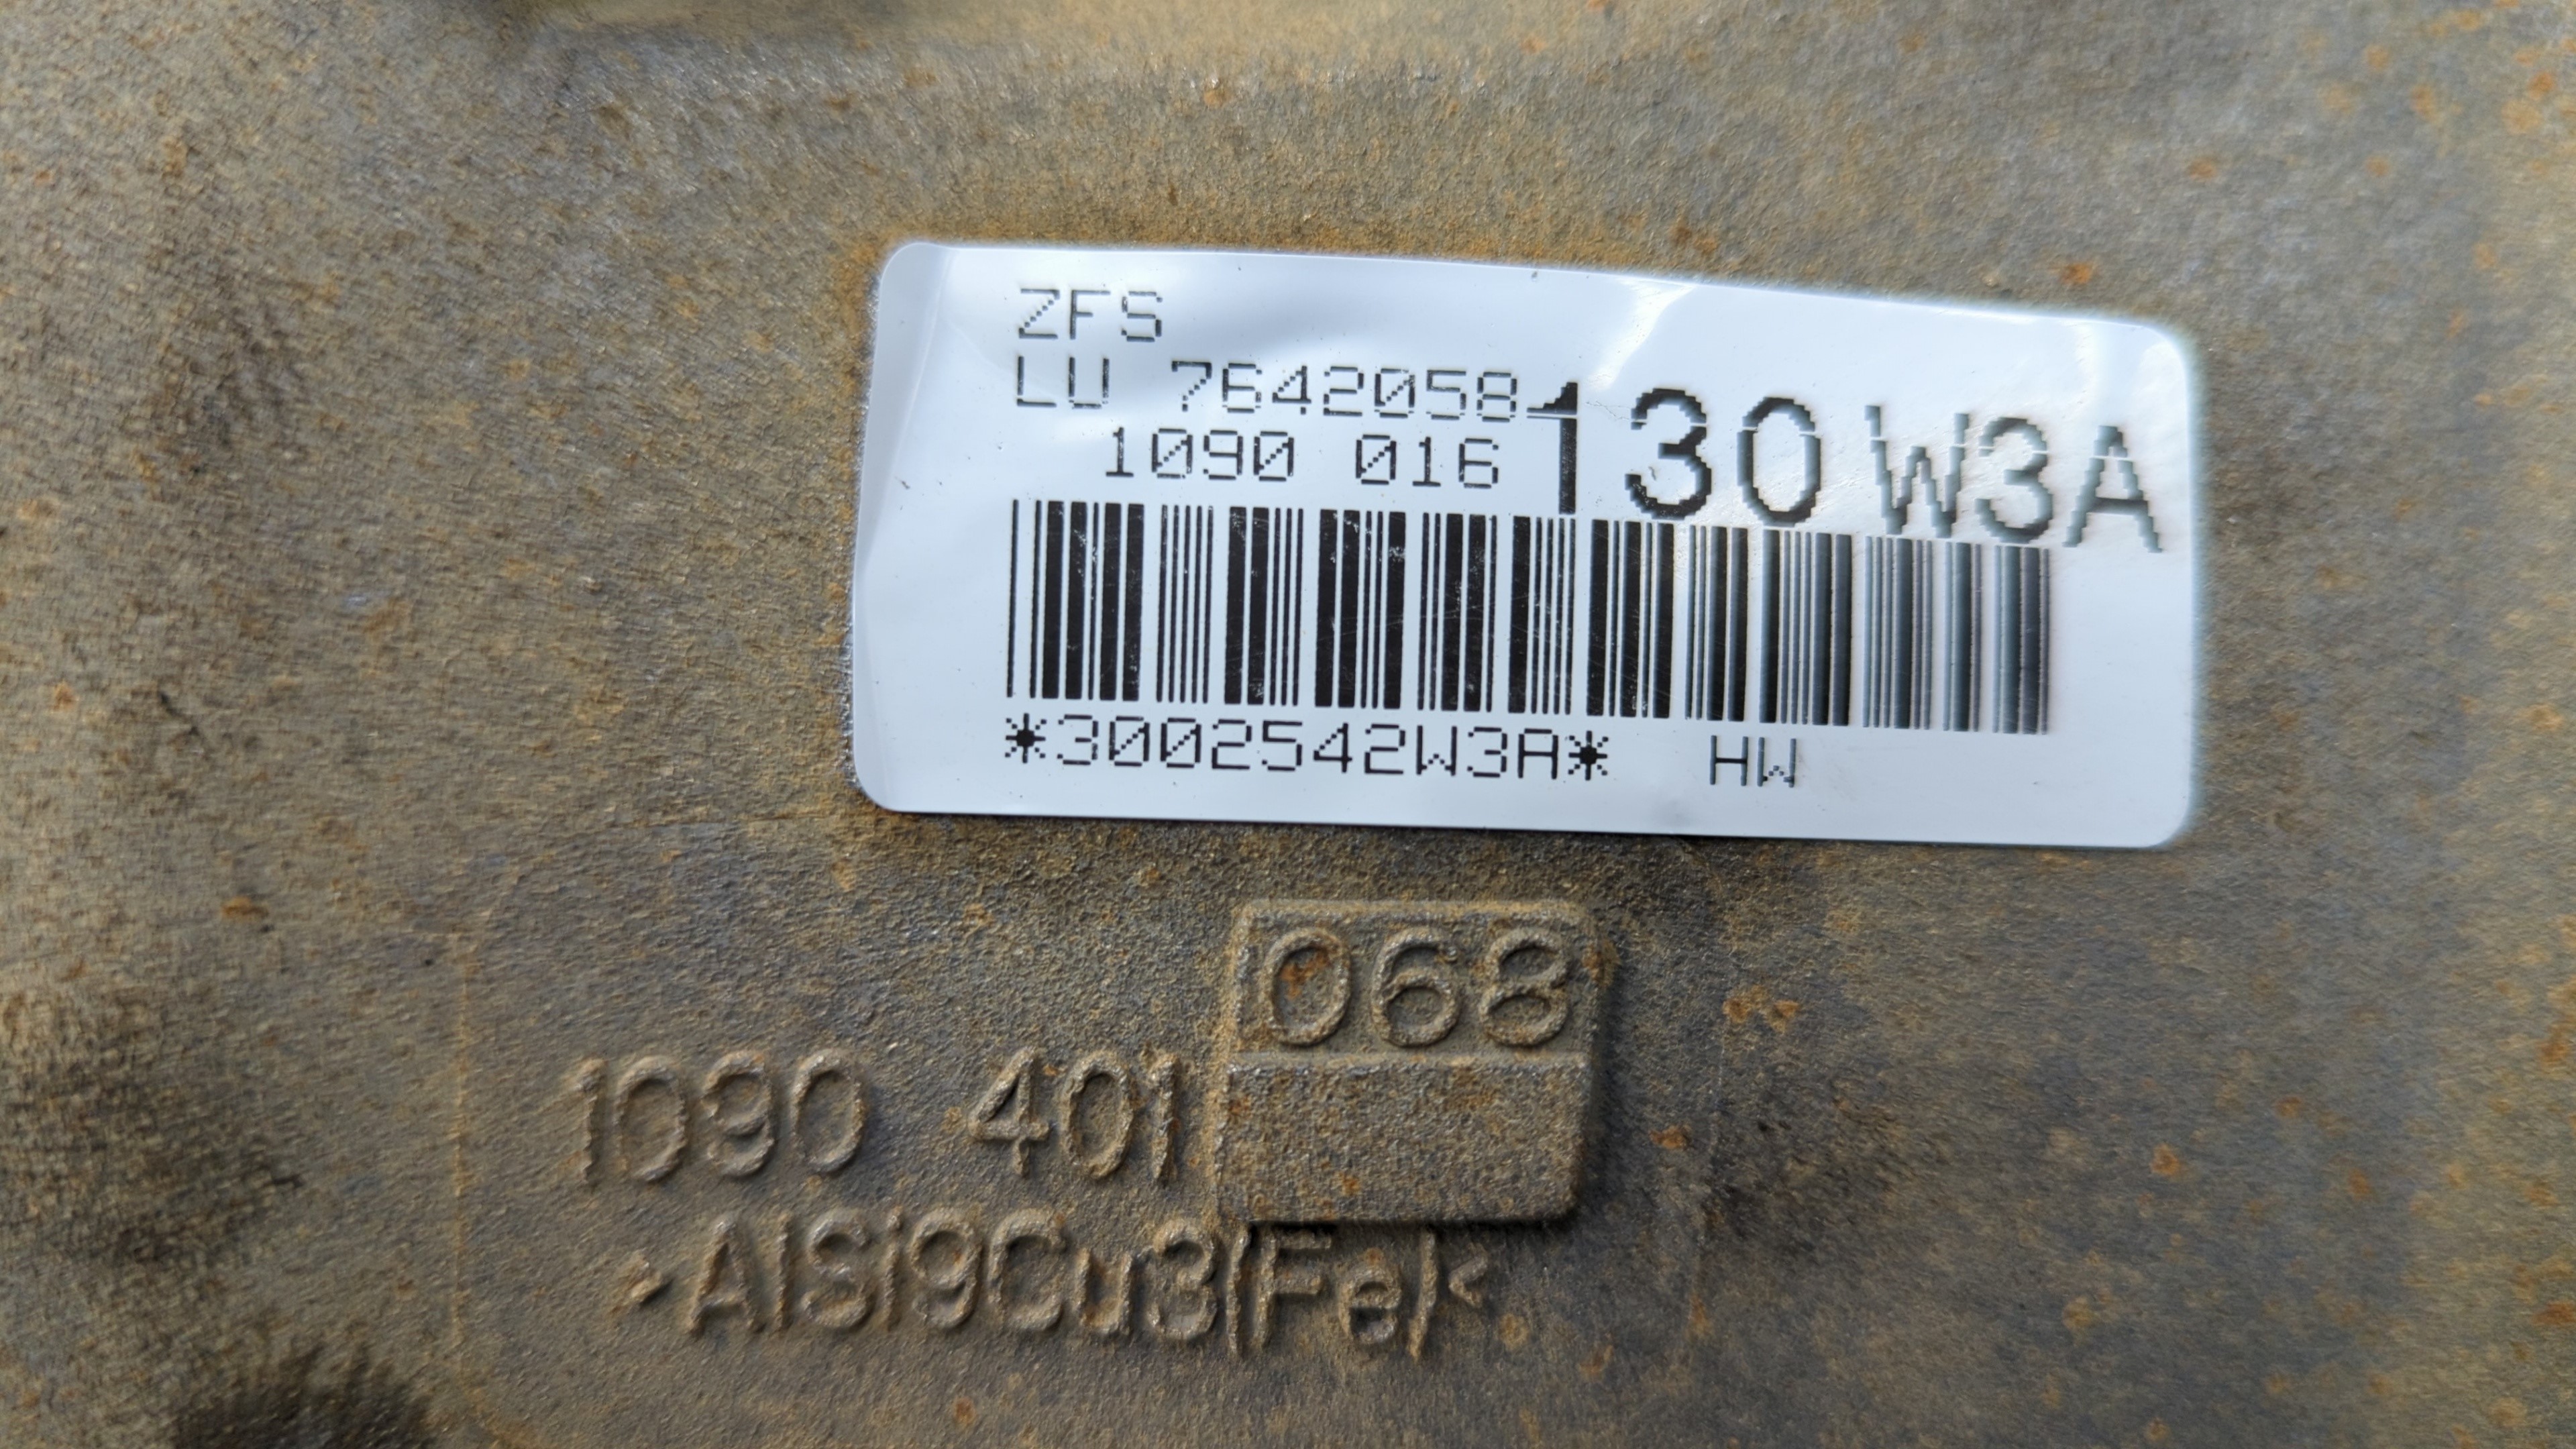 ZFS
LU 7642058
1090 016 130 W3A
*3002542W3A* HW
068
1090 401
>AlSi9Cu3(Fe)<